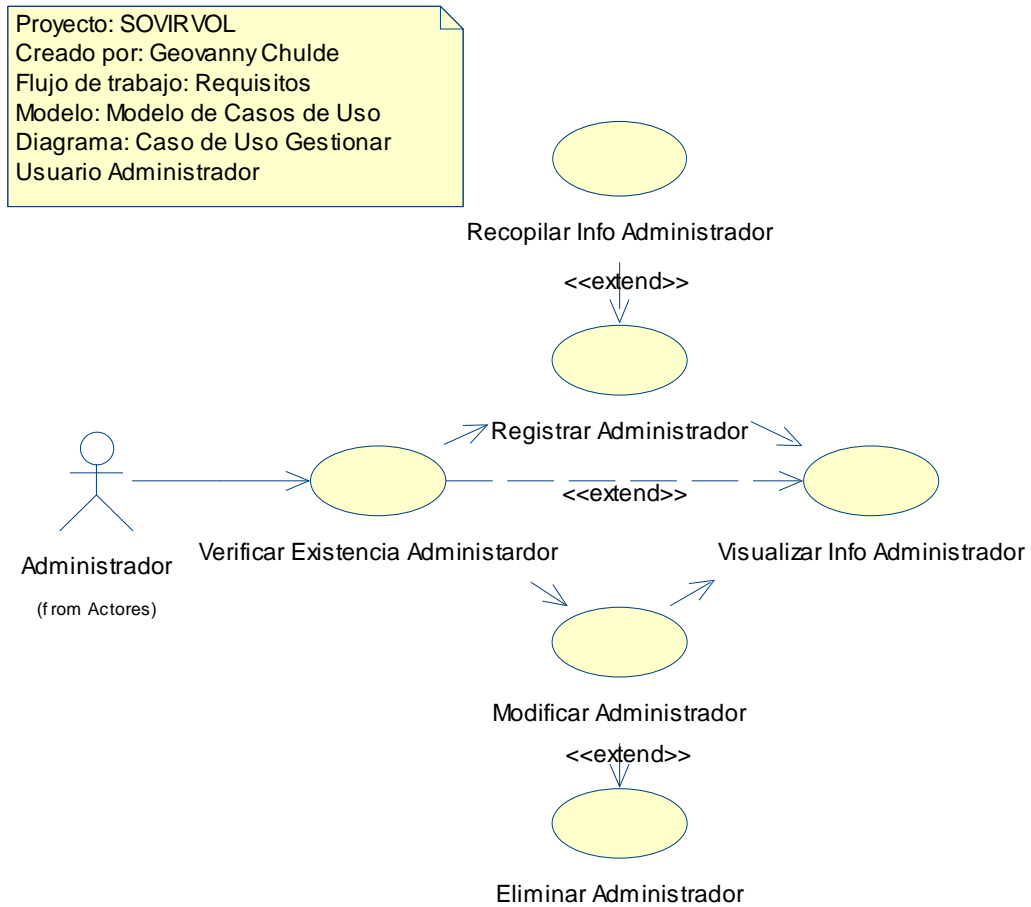 Proyecto: SOVIRVOL
Creado por: Geovanny Chulde
Flujo de trabajo: Requisitos
Modelo: Modelo de Casos de Uso
Diagrama: Caso de Uso Gestionar
Usuario Administrador
Recopilar Info Administrador
<<extend>>
Registrar Administrador
<<extend>>
Administrador
(from Actores)
Verificar Existencia Administardor
Visualizar Info Administrador
Modificar Administrador
<<extend>>
Eliminar Administrador